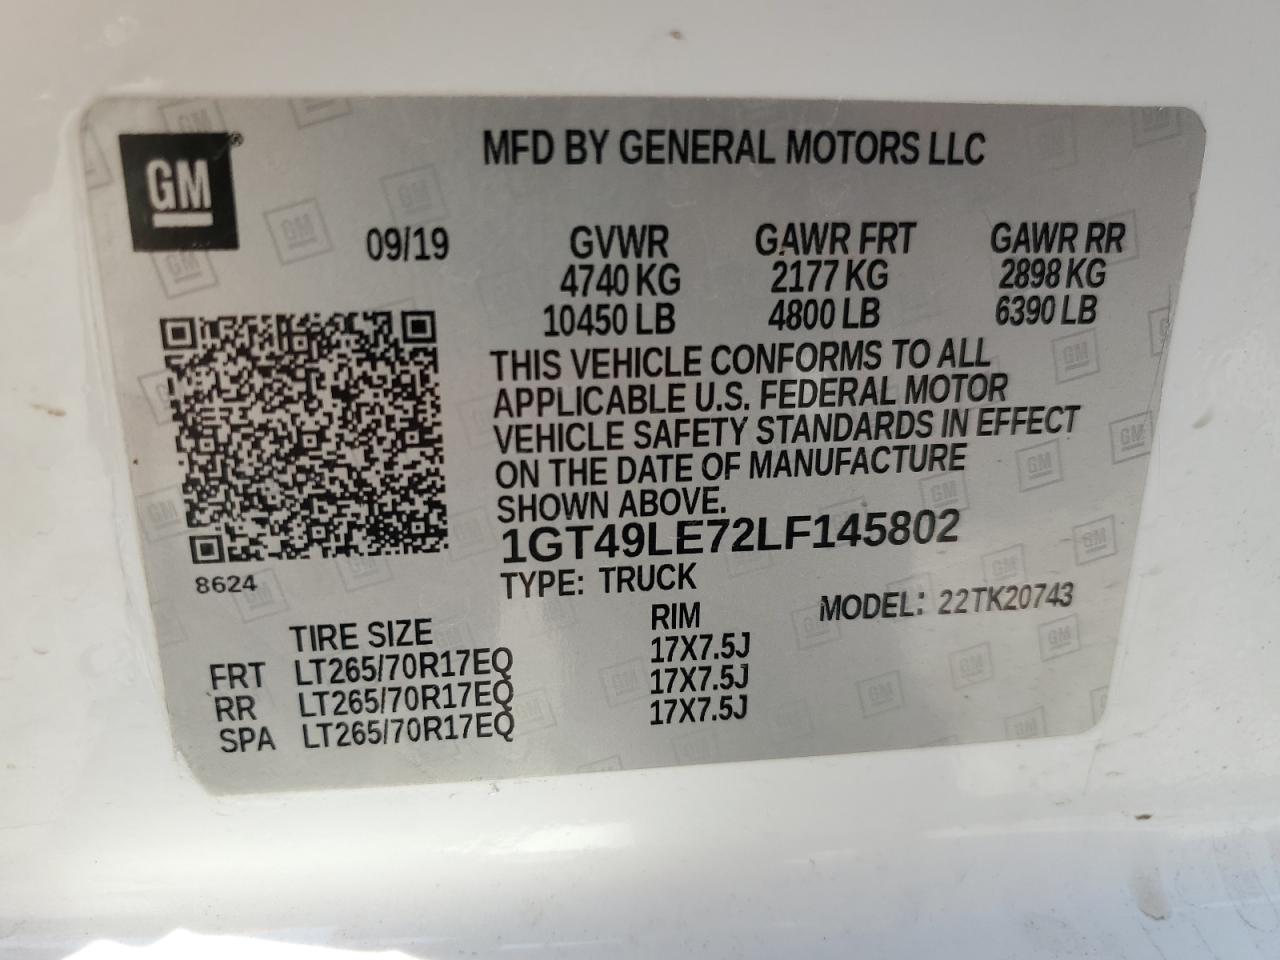 GM®
MFD BY GENERAL MOTORS LLC
09/19 GVWR GAWR FRT GAWR RR
4740 KG 2177 KG 2898 KG
10450 LB 4800 LB 6390 LB
THIS VEHICLE CONFORMS TO ALL
APPLICABLE U.S. FEDERAL MOTOR
VEHICLE SAFETY STANDARDS IN EFFECT
ON THE DATE OF MANUFACTURE
SHOWN ABOVE.
1GT49LE72LF145802
8624
TYPE: TRUCK
MODEL: 22TK20743
TIRE SIZE RIM
FRT LT265/70R17EQ 17X7.5J
RR LT265/70R17EQ 17X7.5J
SPA LT265/70R17EQ 17X7.5J